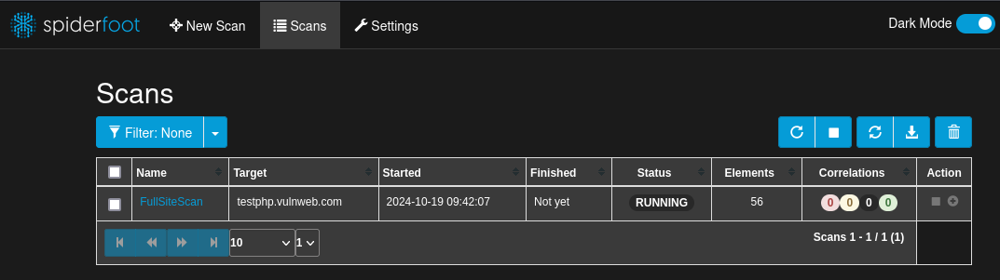 spiderfoot New Scan Scans Settings Dark Mode
Scans
Filter: None
Name Target Started Finished Status Elements Correlations Action
FullSiteScan testphp.vulnweb.com 2024-10-19 09:42:07 Not yet RUNNING 56 0 0 0 0
10 1 Scans 1 - 1 / 1 (1)